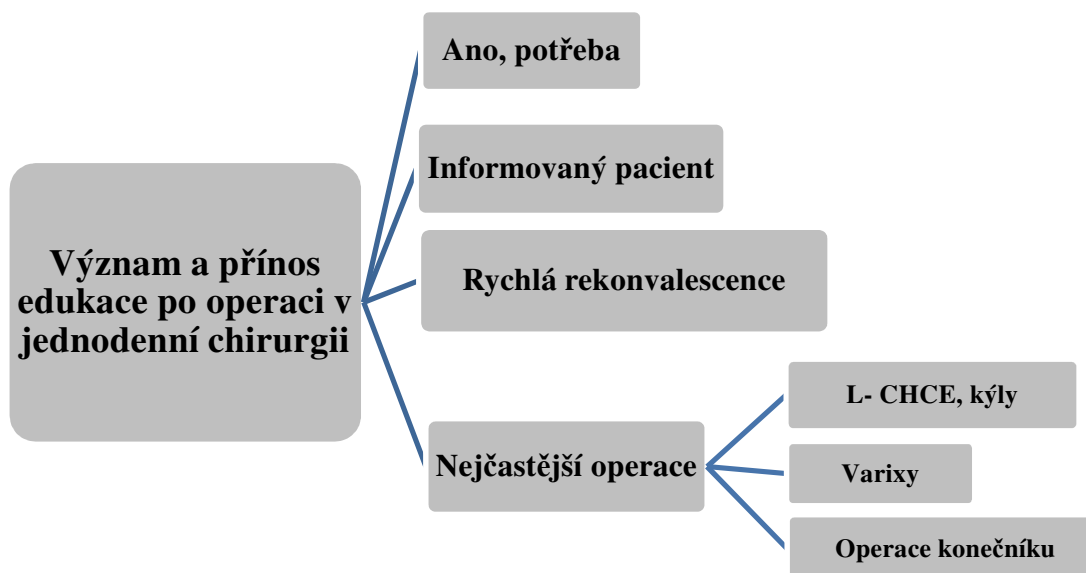 Ano, potřeba
Informovaný pacient
Význam a přínos
edukace po operaci v
jednodenní chirurgii
Rychlá rekonvalescence
Nejčastější operace
L- CHCE, kýly
Varixy
Operace konečníku